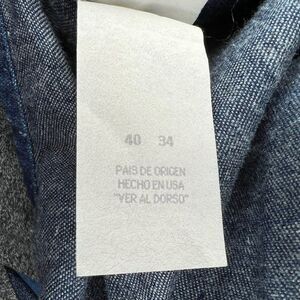 40 34
PAIS DE ORIGEN
HECHO EN USA
"VER AL DORSO"